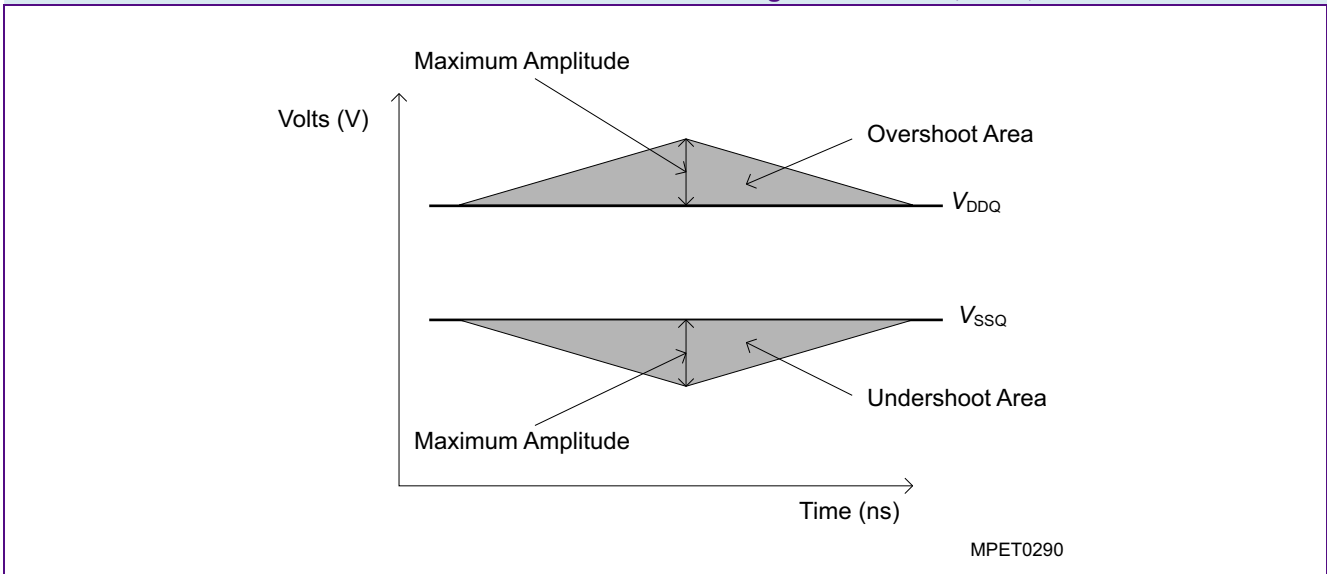 Maximum Amplitude
Volts (V)
Overshoot Area
VDDQ
VSSQ
Undershoot Area
Maximum Amplitude
Time (ns)
MPET0290